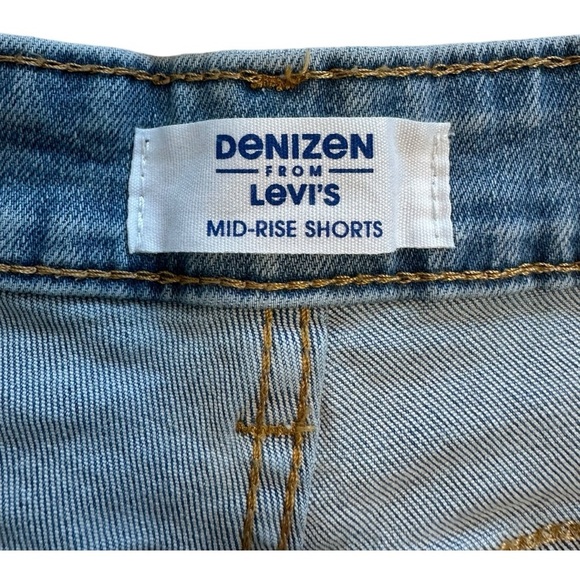 DeNiZeN
FROM
Levi's
MID-RISE SHORTS